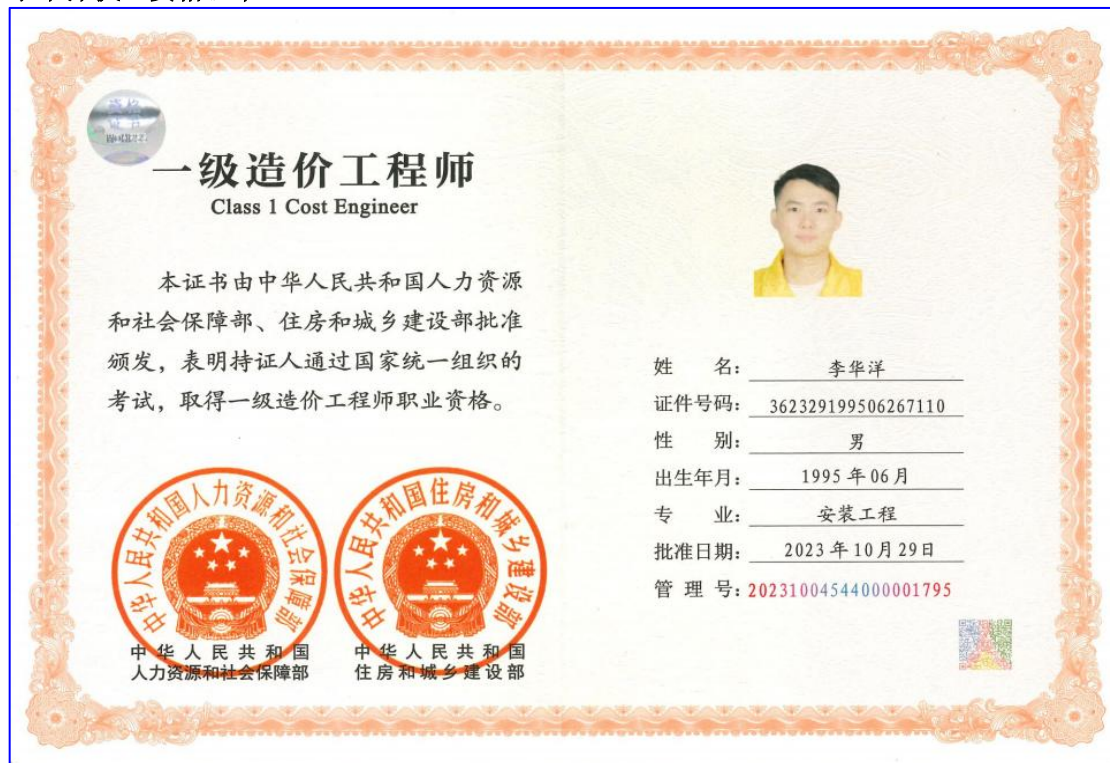 一级造价工程师
Class 1 Cost Engineer
本证书由中华人民共和国人力资源
和社会保障部、住房和城乡建设部批准
颁发，表明持证人通过国家统一组织的
考试，取得一级造价工程师职业资格。
中华人民共和国人力资源和社会保障部
中华人民共和国住房和城乡建设部
中华人民共和国
人力资源和社会保障部
中华人民共和国
住房和城乡建设部
姓 名：李华洋
证件号码：362329199506267110
性 别：男
出生年月：1995年06月
专 业：安装工程
批准日期：2023年10月29日
管 理 号：20231004544000001795